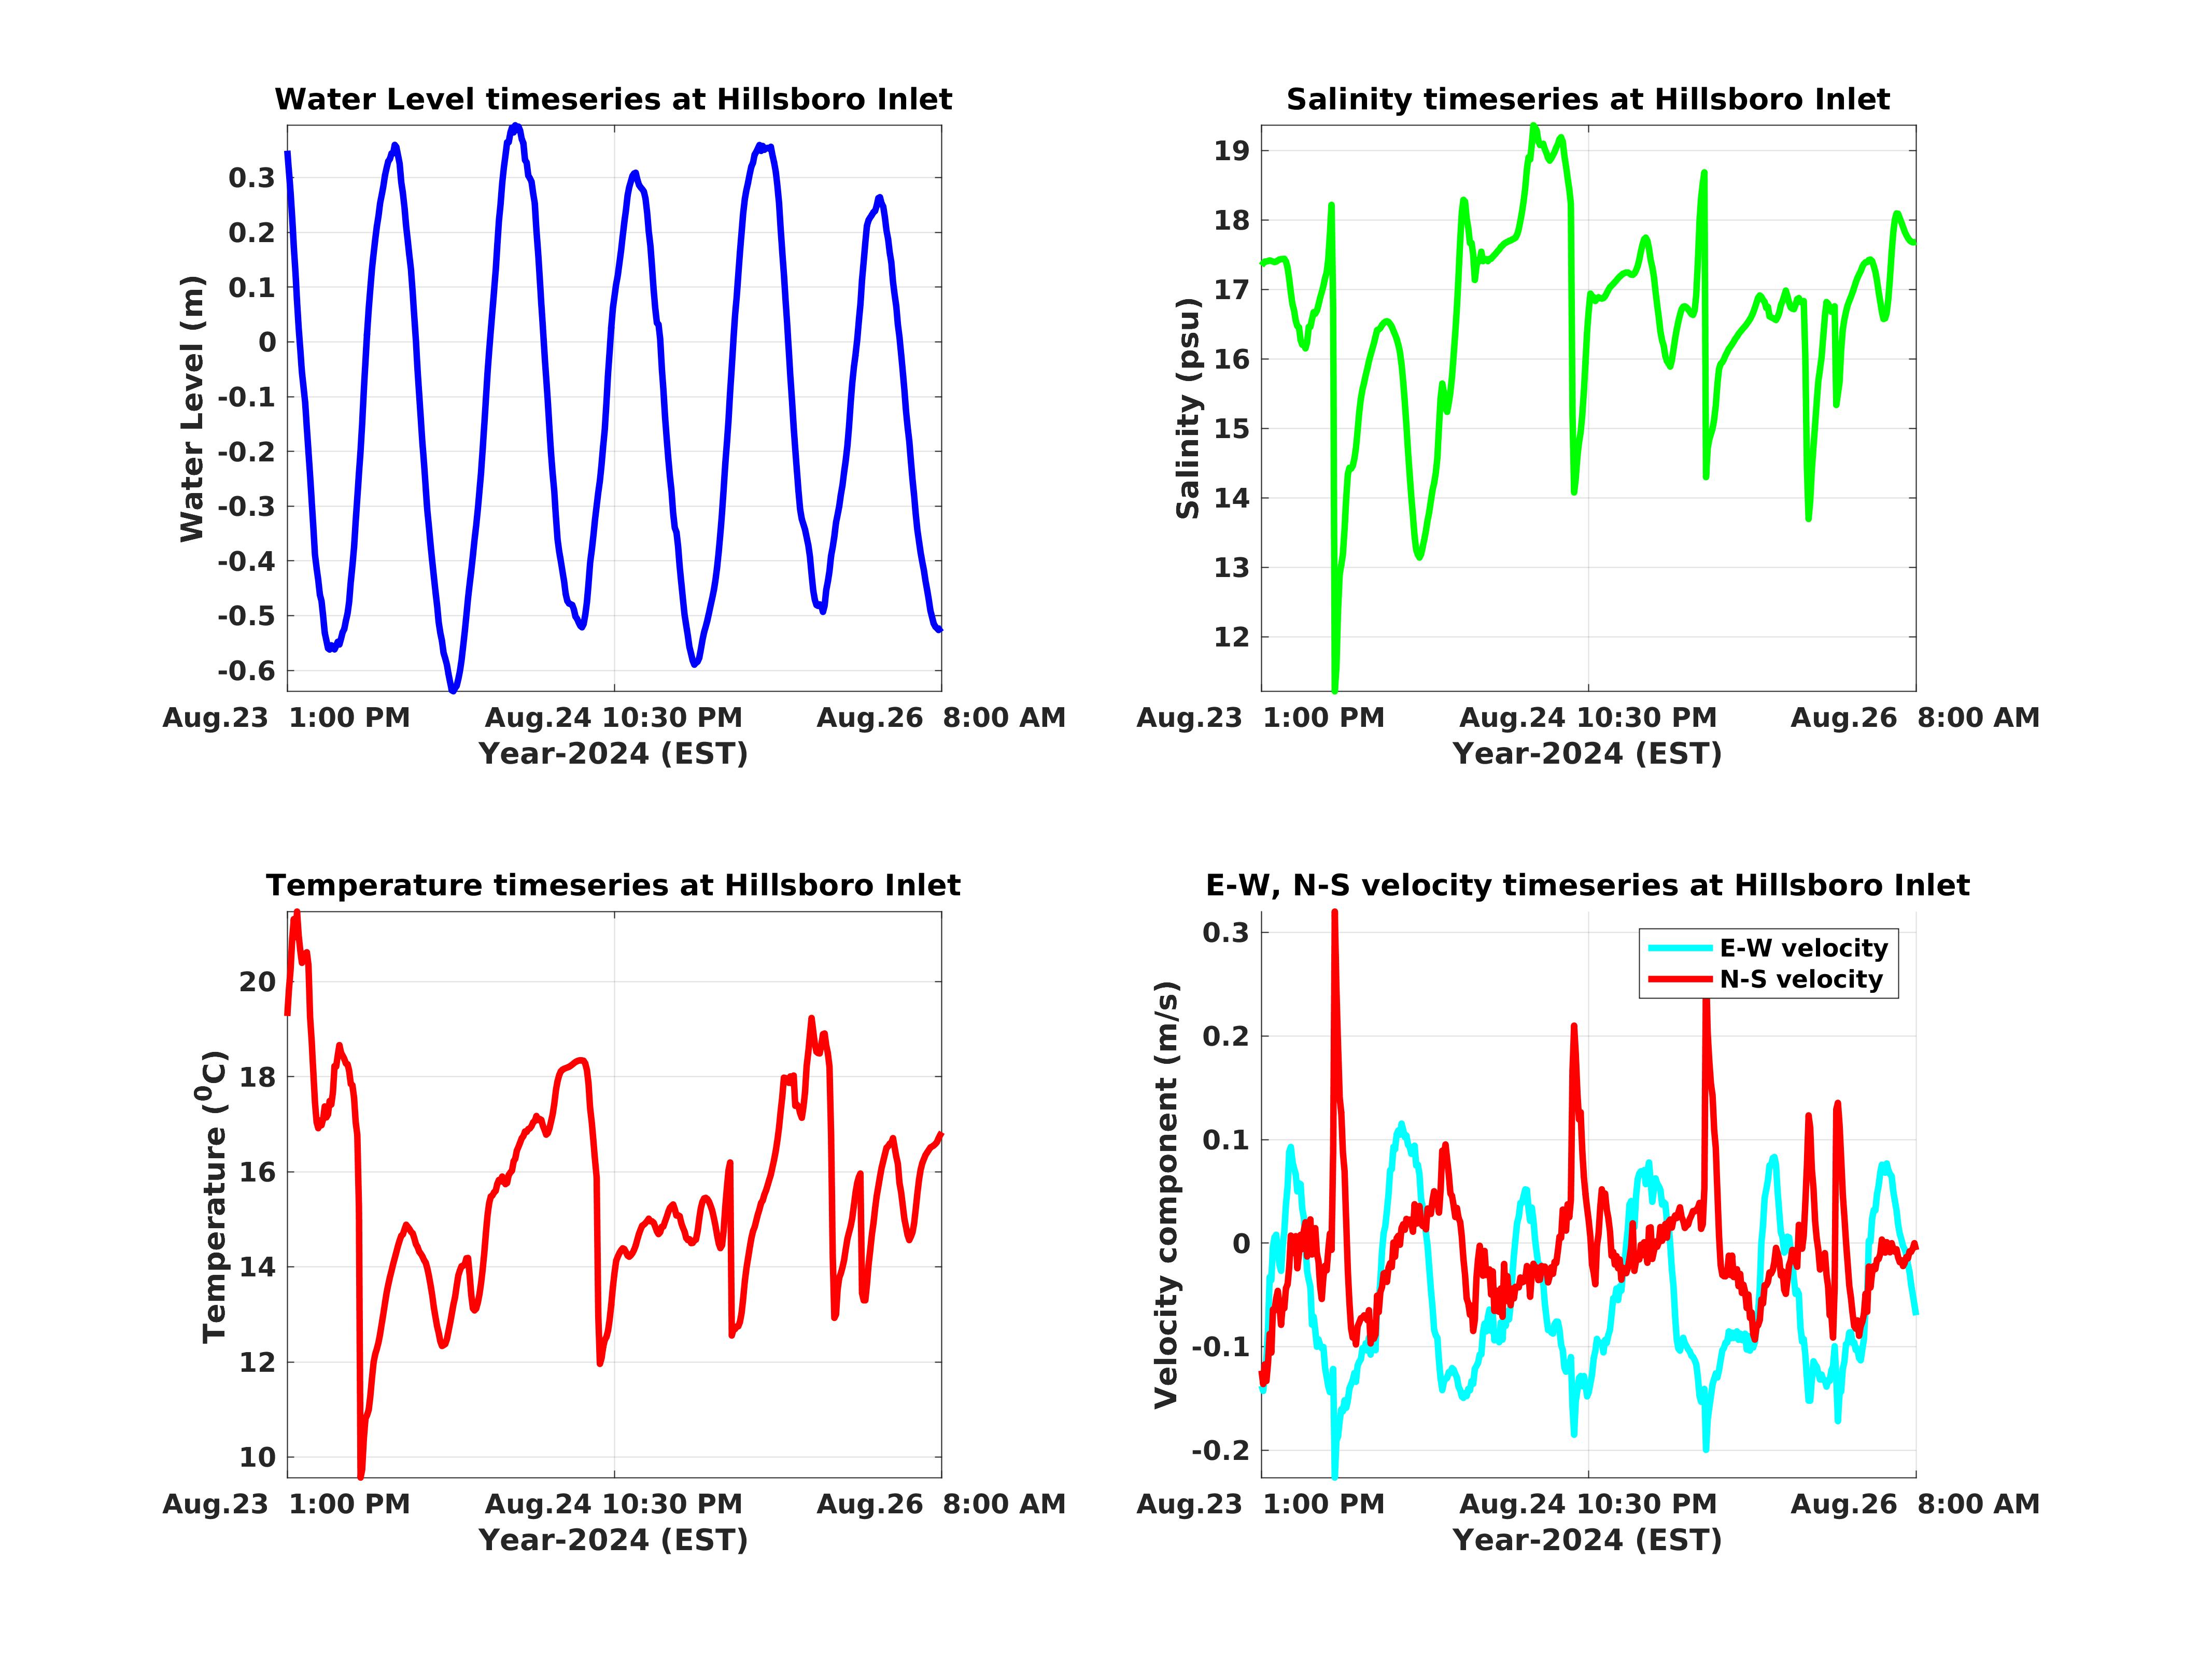 Water Level timeseries at Hillsboro Inlet
Water Level (m)
0.3
0.2
0.1
0
-0.1
-0.2
-0.3
-0.4
-0.5
-0.6
Aug.23 1:00 PM Aug.24 10:30 PM Aug.26 8:00 AM
Year-2024 (EST)
Salinity timeseries at Hillsboro Inlet
Salinity (psu)
19
18
17
16
15
14
13
12
Aug.23 1:00 PM Aug.24 10:30 PM Aug.26 8:00 AM
Year-2024 (EST)
Temperature timeseries at Hillsboro Inlet
Temperature (⁰C)
20
18
16
14
12
10
Aug.23 1:00 PM Aug.24 10:30 PM Aug.26 8:00 AM
Year-2024 (EST)
E-W, N-S velocity timeseries at Hillsboro Inlet
Velocity component (m/s)
E-W velocity
N-S velocity
0.3
0.2
0.1
0
-0.1
-0.2
Aug.23 1:00 PM Aug.24 10:30 PM Aug.26 8:00 AM
Year-2024 (EST)